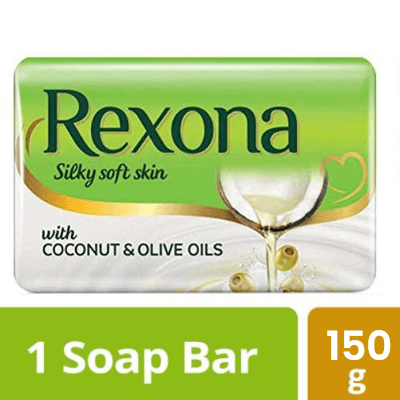 Rexona
Silky soft skin
with
COCONUT & OLIVE OILS
1 Soap Bar
150
g